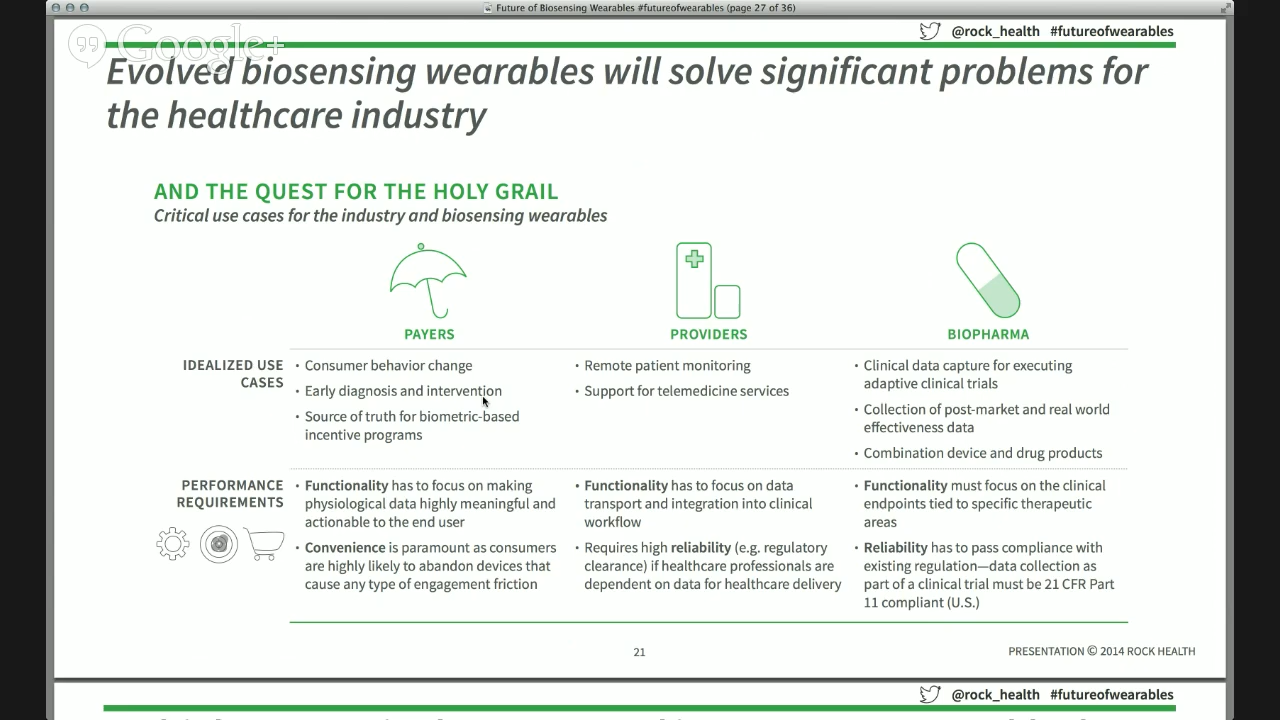 Future of Biosensing Wearables #futureofwearables (page 27 of 36)
@rock_health #futureofwearables
Google+
Evolved biosensing wearables will solve significant problems for
the healthcare industry
AND THE QUEST FOR THE HOLY GRAIL
Critical use cases for the industry and biosensing wearables
PAYERS
PROVIDERS
BIOPHARMA
IDEALIZED USE
CASES
• Consumer behavior change
• Early diagnosis and intervention
• Source of truth for biometric-based
incentive programs
• Remote patient monitoring
• Support for telemedicine services
• Clinical data capture for executing
adaptive clinical trials
• Collection of post-market and real world
effectiveness data
• Combination device and drug products
PERFORMANCE
REQUIREMENTS
• Functionality has to focus on making
physiological data highly meaningful and
actionable to the end user
• Convenience is paramount as consumers
are highly likely to abandon devices that
cause any type of engagement friction
• Functionality has to focus on data
transport and integration into clinical
workflow
• Requires high reliability (e.g. regulatory
clearance) if healthcare professionals are
dependent on data for healthcare delivery
• Functionality must focus on the clinical
endpoints tied to specific therapeutic
areas
• Reliability has to pass compliance with
existing regulation—data collection as
part of a clinical trial must be 21 CFR Part
11 compliant (U.S.)
21
PRESENTATION © 2014 ROCK HEALTH
@rock_health #futureofwearables